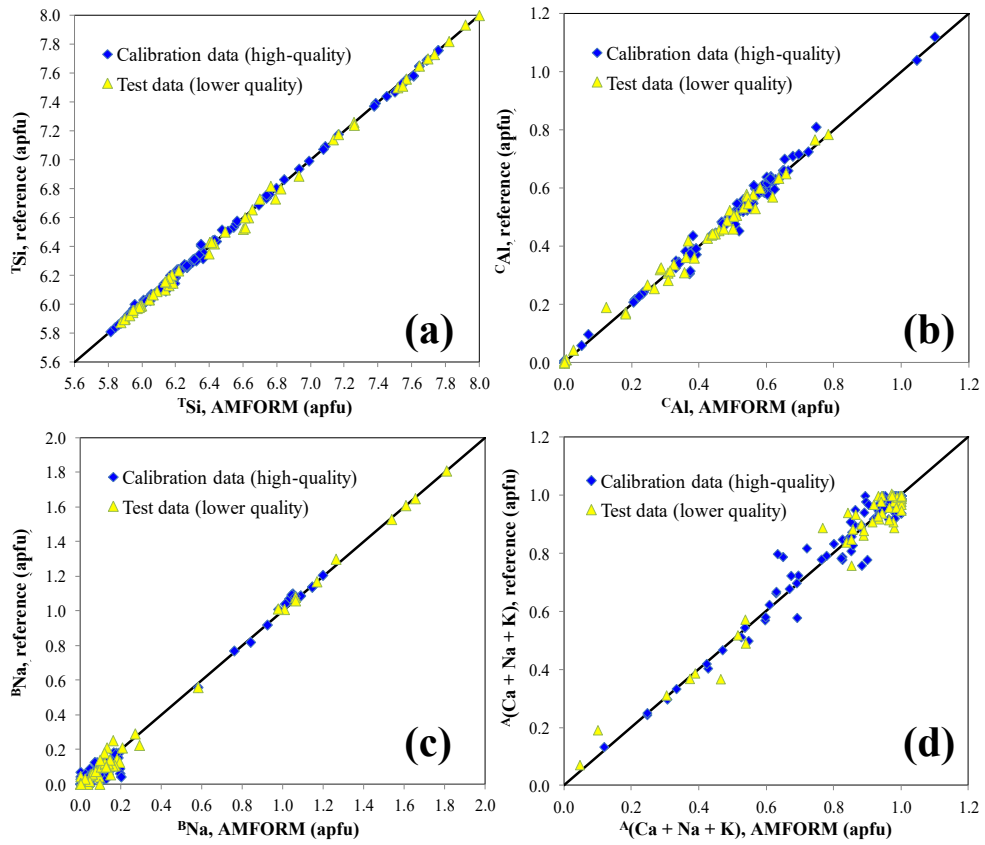 8.0
7.8
7.6
7.4
7.2
7.0
6.8
6.6
6.4
6.2
6.0
5.8
5.6
5.6 5.8 6.0 6.2 6.4 6.6 6.8 7.0 7.2 7.4 7.6 7.8 8.0
ᵀSi, reference (apfu)
ᵀSi, AMFORM (apfu)
Calibration data (high-quality)
Test data (lower quality)
(a)
1.2
1.0
0.8
0.6
0.4
0.2
0.0
0.0 0.2 0.4 0.6 0.8 1.0 1.2
ᶜAl, reference (apfu)
ᶜAl, AMFORM (apfu)
Calibration data (high-quality)
Test data (lower quality)
(b)
2.0
1.8
1.6
1.4
1.2
1.0
0.8
0.6
0.4
0.2
0.0
0.0 0.2 0.4 0.6 0.8 1.0 1.2 1.4 1.6 1.8 2.0
ᴮNa, reference (apfu)
ᴮNa, AMFORM (apfu)
Calibration data (high-quality)
Test data (lower quality)
(c)
1.2
1.0
0.8
0.6
0.4
0.2
0.0
0.0 0.2 0.4 0.6 0.8 1.0 1.2
ᴬ(Ca + Na + K), reference (apfu)
ᴬ(Ca + Na + K), AMFORM (apfu)
Calibration data (high-quality)
Test data (lower quality)
(d)